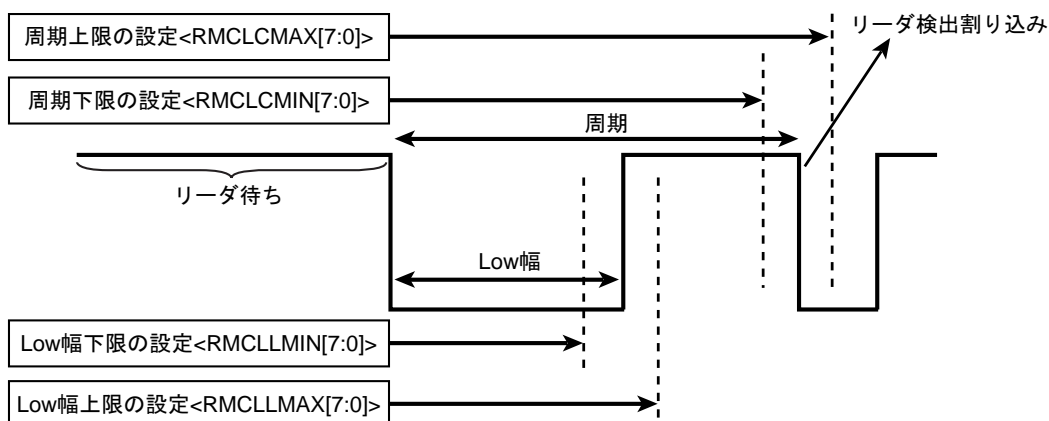 周期上限の設定<RMCLCMAX[7:0]>
リーダ検出割り込み
周期下限の設定<RMCLCMIN[7:0]>
周期
リーダ待ち
Low幅
Low幅下限の設定<RMCLLMIN[7:0]>
Low幅上限の設定<RMCLLMAX[7:0]>